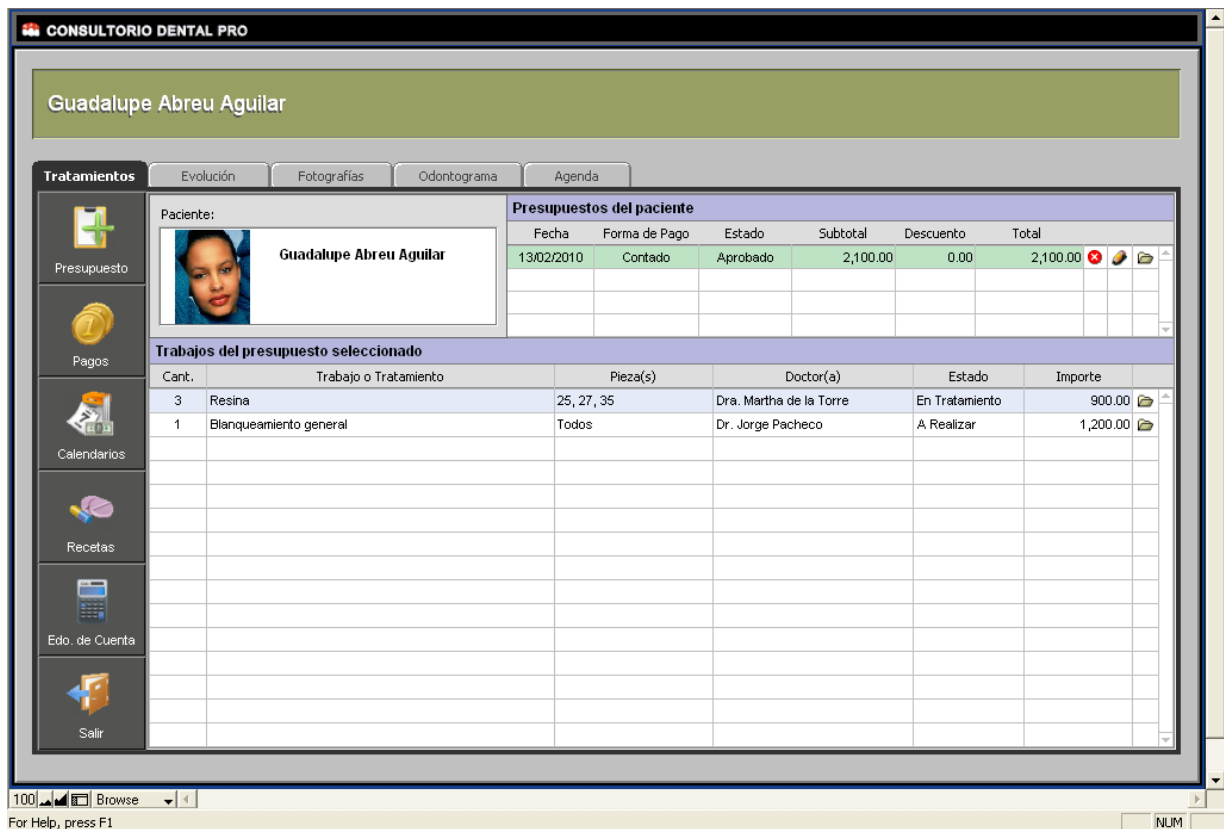 CONSULTORIO DENTAL PRO
Guadalupe Abreu Aguilar
Tratamientos Evolución Fotografías Odontograma Agenda
Presupuesto
Pagos
Calendarios
Recetas
Edo. de Cuenta
Salir
Paciente:
Guadalupe Abreu Aguilar
Presupuestos del paciente
Fecha Forma de Pago Estado Subtotal Descuento Total
13/02/2010 Contado Aprobado 2,100.00 0.00 2,100.00
Trabajos del presupuesto seleccionado
Cant. Trabajo o Tratamiento Pieza(s) Doctor(a) Estado Importe
3 Resina 25, 27, 35 Dra. Martha de la Torre En Tratamiento 900.00
1 Blanqueamiento general Todos Dr. Jorge Pacheco A Realizar 1,200.00
100 Browse
For Help, press F1 NUM